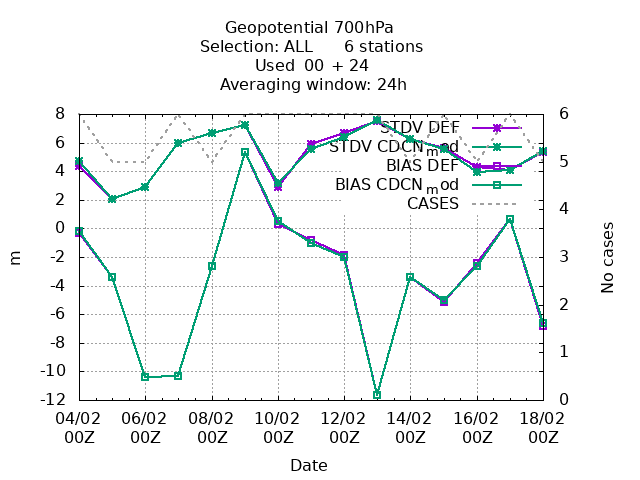 Geopotential 700hPa
Selection: ALL 6 stations
Used 00 + 24
Averaging window: 24h
STDV DEF
STDV CDCN_mod
BIAS DEF
BIAS CDCN_mod
CASES
8
6
4
2
0
-2
-4
-6
-8
-10
-12
m
6
5
4
3
2
1
0
No cases
04/02 06/02 08/02 10/02 12/02 14/02 16/02 18/02
00Z 00Z 00Z 00Z 00Z 00Z 00Z 00Z
Date